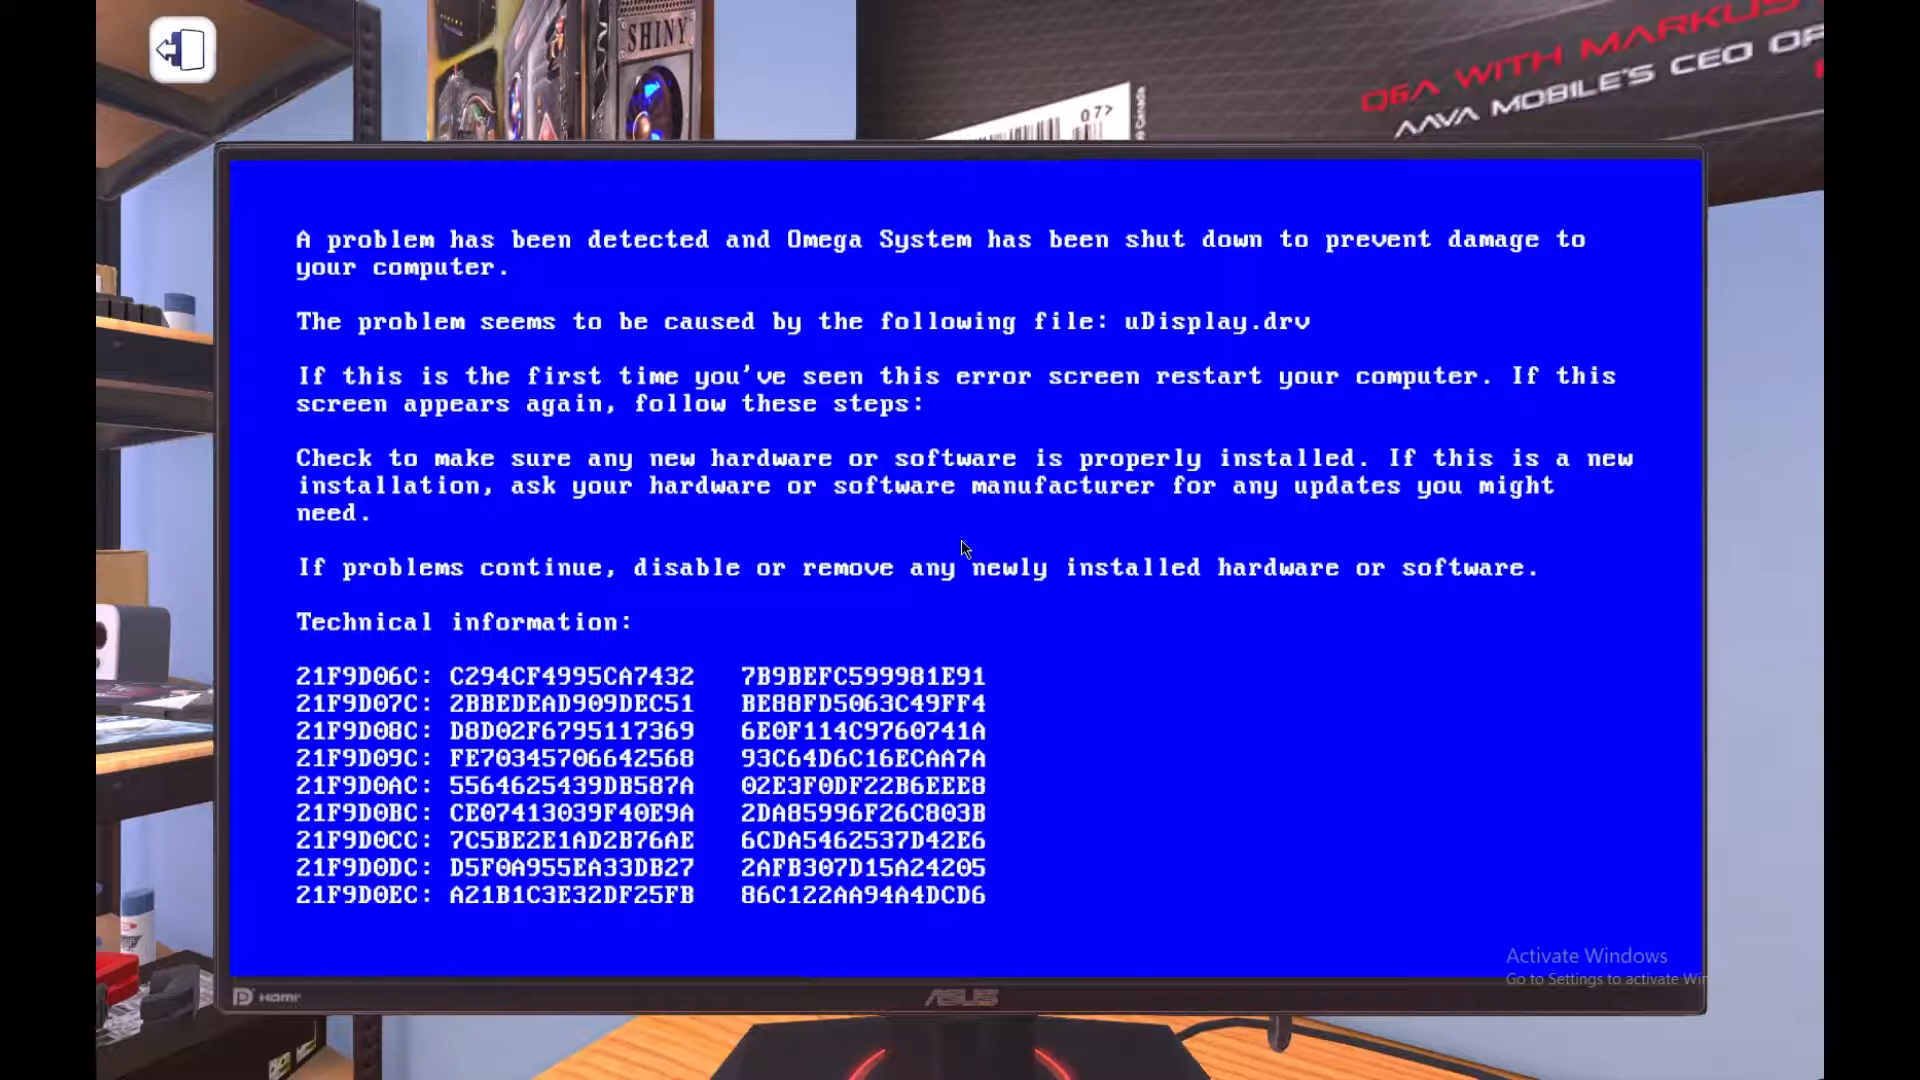 SHINY
07>
Q&A WITH MARKUS
AAVA MOBILE'S CEO OF
A problem has been detected and Omega System has been shut down to prevent damage to
your computer.
The problem seems to be caused by the following file: uDisplay.drv
If this is the first time you've seen this error screen restart your computer. If this
screen appears again, follow these steps:
Check to make sure any new hardware or software is properly installed. If this is a new
installation, ask your hardware or software manufacturer for any updates you might
need.
If problems continue, disable or remove any newly installed hardware or software.
Technical information:
21F9D06C: C294CF4995CA7432 7B9BEFC599981E91
21F9D07C: 2BBEDEAD909DEC51 BE88FD5063C49FF4
21F9D08C: D8D02F6795117369 6E0F114C9760741A
21F9D09C: FE70345706642568 93C64D6C16ECAA7A
21F9D0AC: 5564625439DB587A 02E3F0DF22B6EEE8
21F9D0BC: CE07413039F40E9A 2DA85996F26C803B
21F9D0CC: 7C5BE2E1AD2B76AE 6CDA5462537D42E6
21F9D0DC: D5F0A955EA33DB27 2AFB307D15A24205
21F9D0EC: A21B1C3E32DF25FB 86C122AA94A4DCD6
Activate Windows
Go to Settings to activate Win
HDMI
ASUS